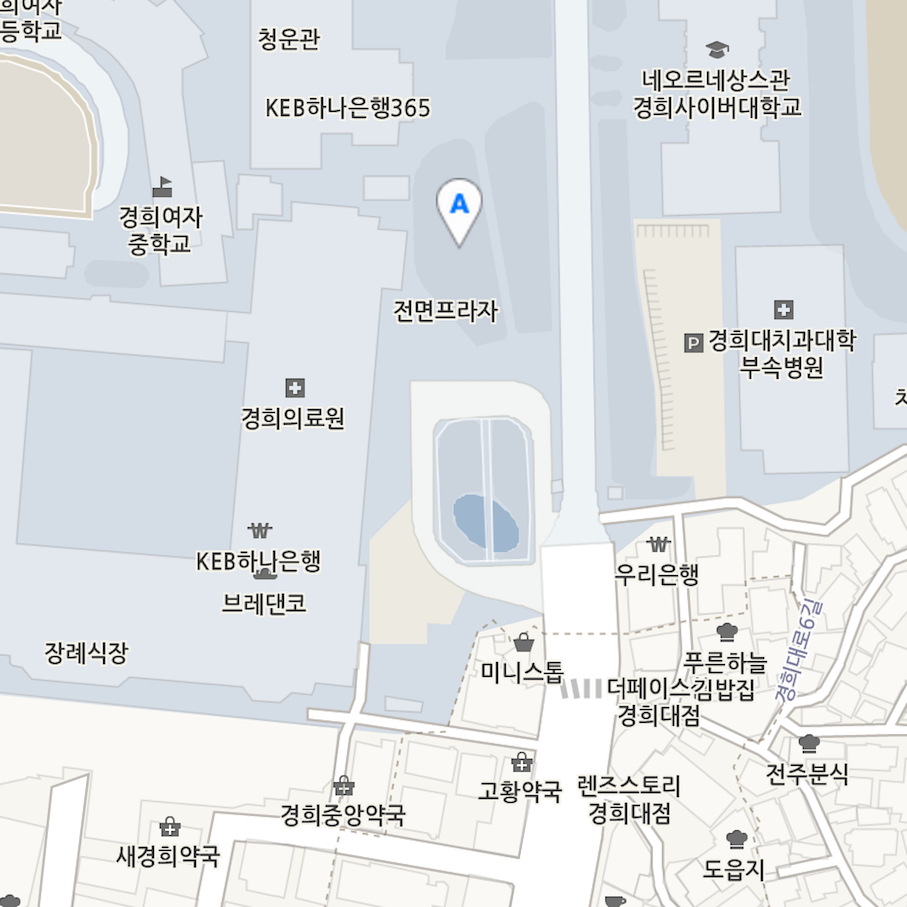 희여자
등학교
청운관
KEB하나은행365
네오르네상스관
경희사이버대학교
A
경희여자
중학교
전면프라자
P
경희대치과대학
부속병원
경희의료원
치
KEB하나은행
브레댄코
우리은행
장례식장
미니스톱
푸른하늘
더페이스김밥집
경희대점
경희대로6길
고황약국
렌즈스토리
경희대점
전주분식
경희중앙약국
새경희약국
도읍지